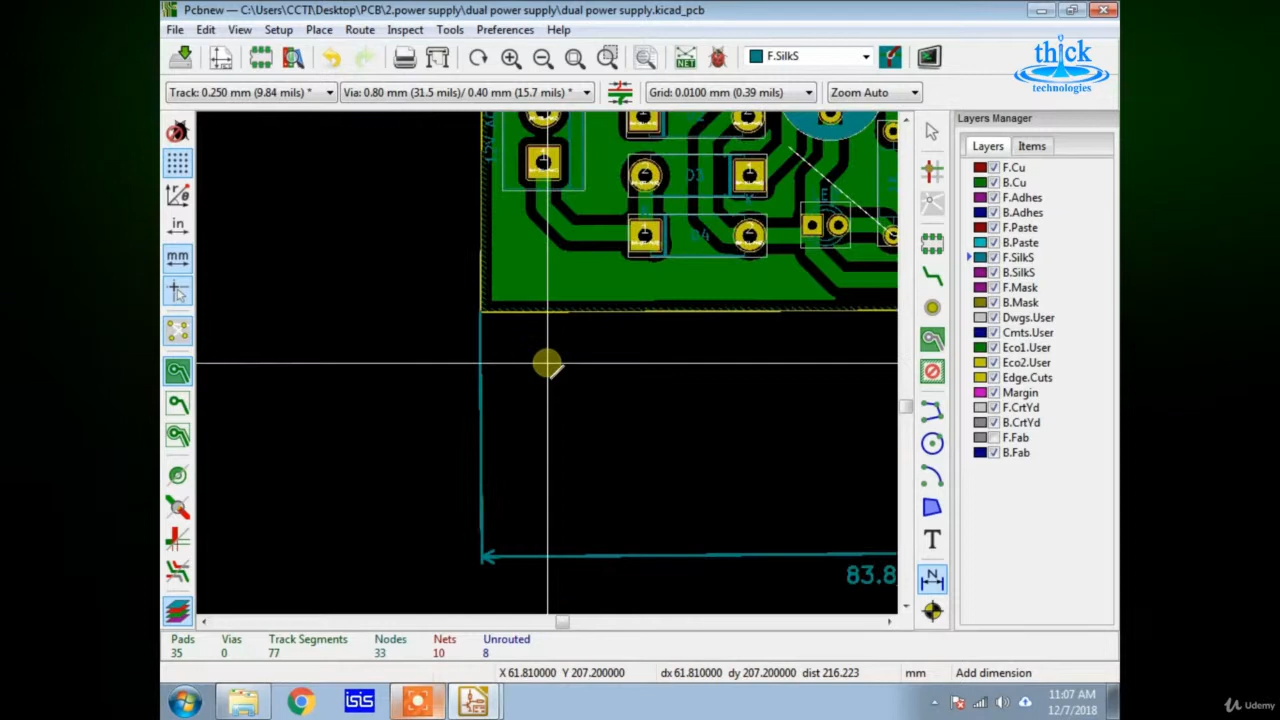 Pcbnew — C:\Users\CCTI\Desktop\PCB\2.power supply\dual power supply\dual power supply.kicad_pcb
File Edit View Setup Place Route Inspect Tools Preferences Help
NET F.SilkS
thick
technologies
Track: 0.250 mm (9.84 mils) * Via: 0.80 mm (31.5 mils)/ 0.40 mm (15.7 mils) * Grid: 0.0100 mm (0.39 mils) Zoom Auto
Layers Manager
Layers Items
F.Cu
B.Cu
F.Adhes
B.Adhes
F.Paste
B.Paste
F.SilkS
B.SilkS
F.Mask
B.Mask
Dwgs.User
Cmts.User
Eco1.User
Eco2.User
Edge.Cuts
Margin
F.CrtYd
B.CrtYd
F.Fab
B.Fab
in
mm
D3
D4
83.8
T
N
Pads Vias Track Segments Nodes Nets Unrouted
35 0 77 33 10 8
X 61.810000 Y 207.200000 dx 61.810000 dy 207.200000 dist 216.223 mm Add dimension
isis
11:07 AM
12/7/2018
Udemy